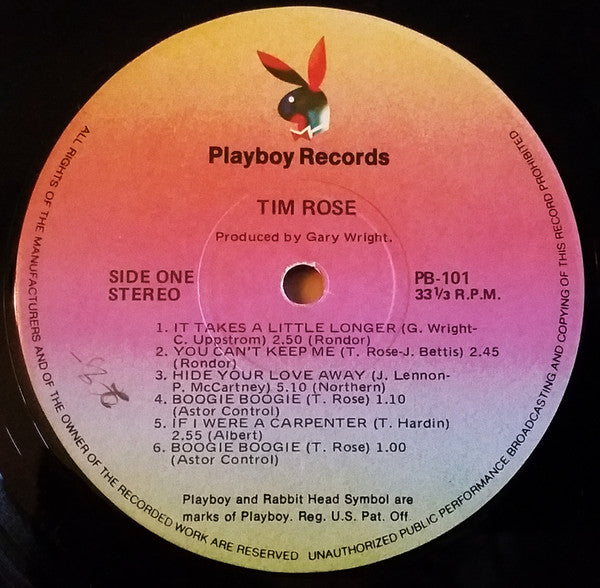 Playboy Records
TIM ROSE
Produced by Gary Wright.
SIDE ONE
STEREO
PB-101
33 1/3 R.P.M.
1. IT TAKES A LITTLE LONGER (G. Wright-
C. Uppstrom) 2.50 (Rondor)
2. YOU CAN'T KEEP ME (T. Rose-J. Bettis) 2.45
(Rondor)
3. HIDE YOUR LOVE AWAY (J. Lennon-
P. McCartney) 5.10 (Northern)
4. BOOGIE BOOGIE (T. Rose) 1.10
(Astor Control)
5. IF I WERE A CARPENTER (T. Hardin)
2.55 (Albert)
6. BOOGIE BOOGIE (T. Rose) 1.00
(Astor Control)
Playboy and Rabbit Head Symbol are
marks of Playboy. Reg. U.S. Pat. Off
ALL RIGHTS OF THE MANUFACTURERS AND OF THE OWNER OF THE RECORDED WORK ARE RESERVED UNAUTHORIZED PUBLIC PERFORMANCE BROADCASTING AND COPYING OF THIS RECORD PROHIBITED